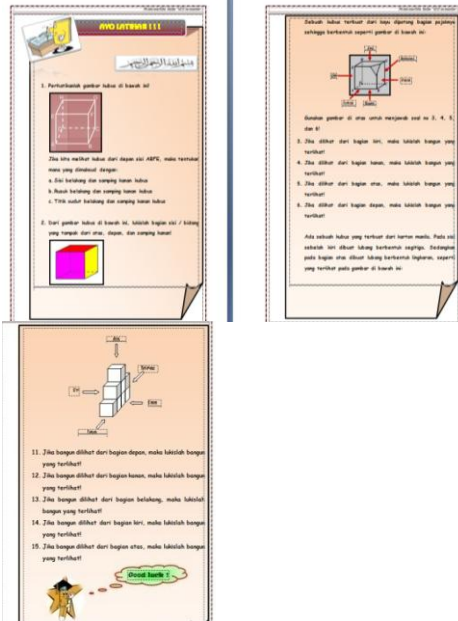 AYO LATIHAN !!!
1. Perhatikanlah gambar kubus di bawah ini!
Jika kita melihat kubus dari depan sisi ABFE, maka tentukan
mana yang dimaksud dengan:
a. Sisi belakang dan samping kanan kubus
b. Rusuk belakang dan samping kanan kubus
c. Titik sudut belakang dan samping kanan kubus
2. Dari gambar kubus di bawah ini, lukislah bagian sisi / bidang
yang tampak dari atas, depan, dan samping kanan!
Sebuah kubus terbuat dari kayu dipotong bagian pojoknya
sehingga berbentuk seperti gambar di bawah ini:
Gunakan gambar di atas untuk menjawab soal no 3, 4, 5,
dan 6!
3. Jika dilihat dari bagian kiri, maka lukislah bangun yang
terlihat!
4. Jika dilihat dari bagian kanan, maka lukislah bangun yang
terlihat!
5. Jika dilihat dari bagian atas, maka lukislah bangun yang
terlihat!
6. Jika dilihat dari bagian depan, maka lukislah bangun yang
terlihat!
Ada sebuah kubus yang terbuat dari karton manila. Pada sisi
sebelah kiri dibuat lubang berbentuk segitiga. Sedangkan
pada bagian atas dibuat lubang berbentuk lingkaran, seperti
yang terlihat pada gambar di bawah ini:
11. Jika bangun dilihat dari bagian depan, maka lukislah bangun
yang terlihat!
12. Jika bangun dilihat dari bagian kanan, maka lukislah bangun
yang terlihat!
13. Jika bangun dilihat dari bagian belakang, maka lukislah
bangun yang terlihat!
14. Jika bangun dilihat dari bagian kiri, maka lukislah bangun
yang terlihat!
15. Jika bangun dilihat dari bagian atas, maka lukislah bangun
yang terlihat!
Good luck !